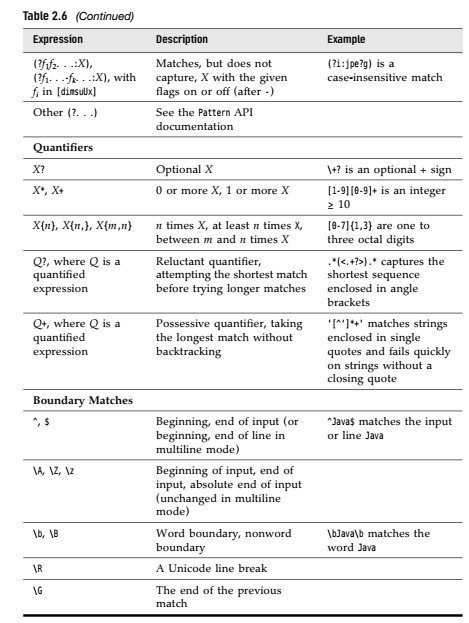 Table 2.6 (Continued)
Expression Description Example
(?f₁f₂. . .:X), Matches, but does not (?i:jpe?g) is a
(?f₁. . .-fₖ. . .:X), with capture, X with the given case-insensitive match
fᵢ in [dimsuUx] flags on or off (after -)
Other (?. . .) See the Pattern API
documentation
Quantifiers
X? Optional X \+? is an optional + sign
X*, X+ 0 or more X, 1 or more X [1-9][0-9]+ is an integer
≥ 10
X{n}, X{n,}, X{m,n} n times X, at least n times X, [0-7]{1,3} are one to
between m and n times X three octal digits
Q?, where Q is a Reluctant quantifier, .*(<.+?>).* captures the
quantified attempting the shortest match shortest sequence
expression before trying longer matches enclosed in angle
brackets
Q+, where Q is a Possessive quantifier, taking '[^']*+' matches strings
quantified the longest match without enclosed in single
expression backtracking quotes and fails quickly
on strings without a
closing quote
Boundary Matches
^, $ Beginning, end of input (or ^Java$ matches the input
beginning, end of line in or line Java
multiline mode)
\A, \Z, \z Beginning of input, end of
input, absolute end of input
(unchanged in multiline
mode)
\b, \B Word boundary, nonword \bJava\b matches the
boundary word Java
\R A Unicode line break
\G The end of the previous
match